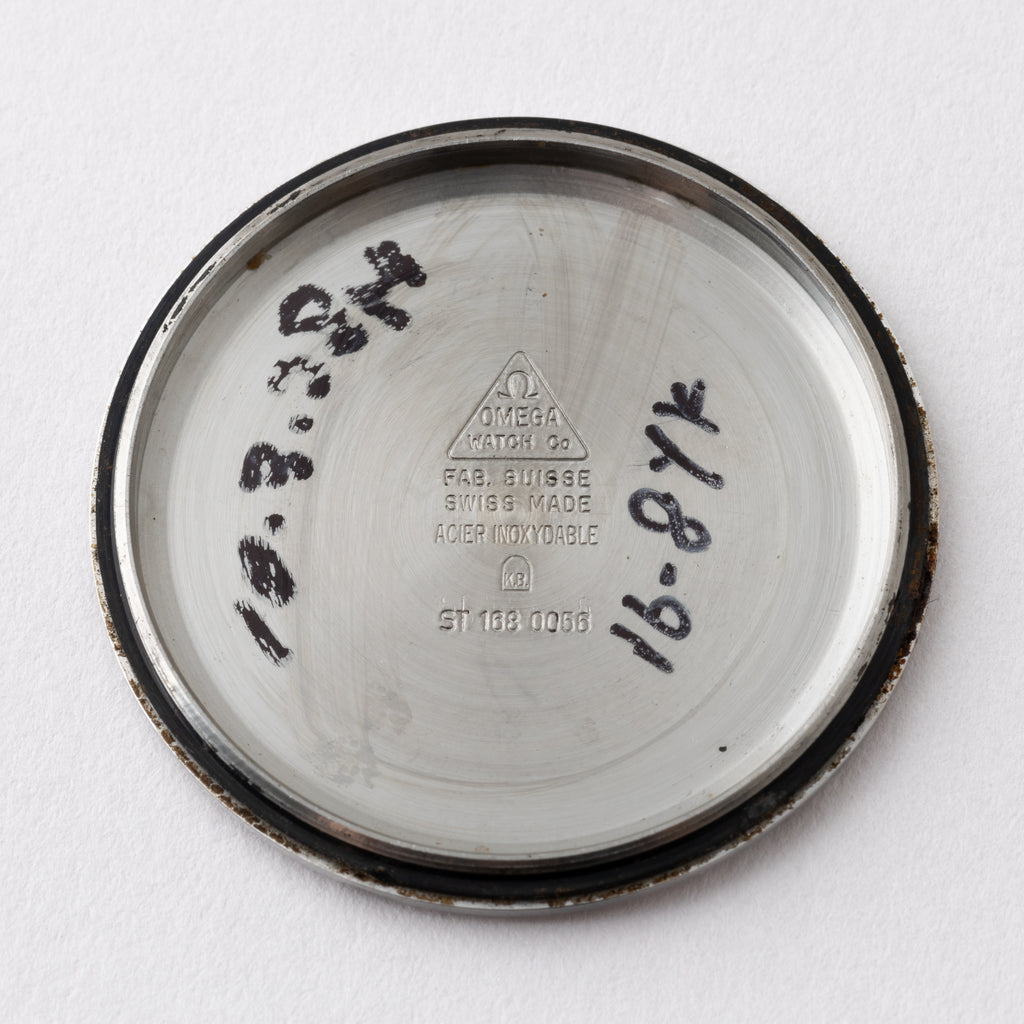 Ω
OMEGA
WATCH Co
FAB. SUISSE
SWISS MADE
ACIER INOXYDABLE
K.B.
ST 168 0056